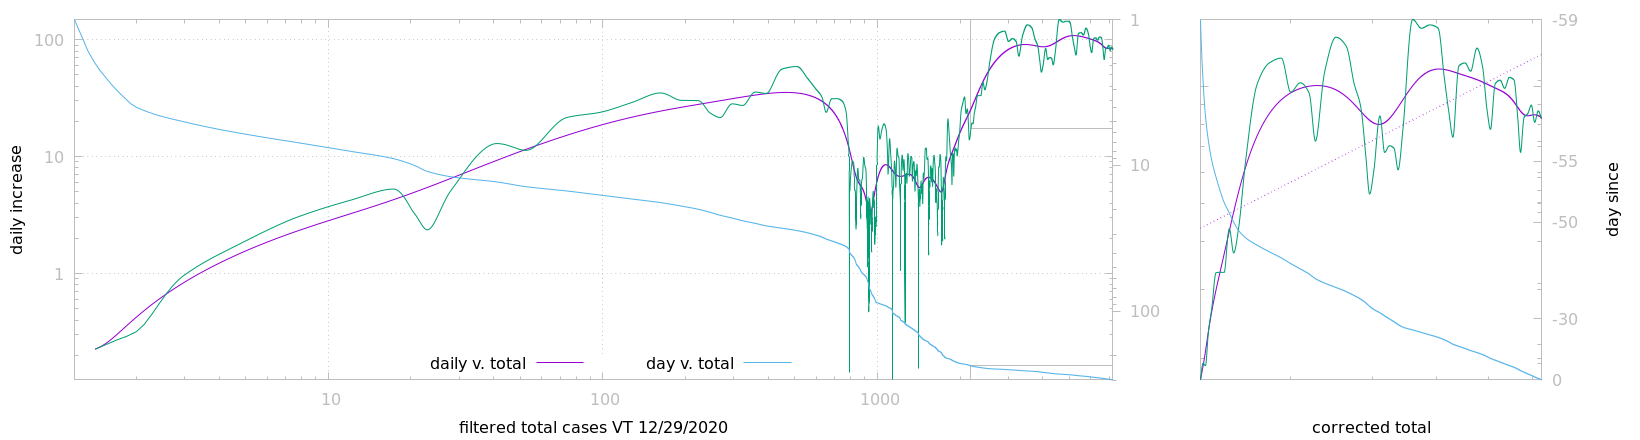 100
10
1
daily increase
daily v. total
day v. total
10
100
1000
filtered total cases VT 12/29/2020
1
10
100
-59
-55
-50
-30
0
day since
corrected total